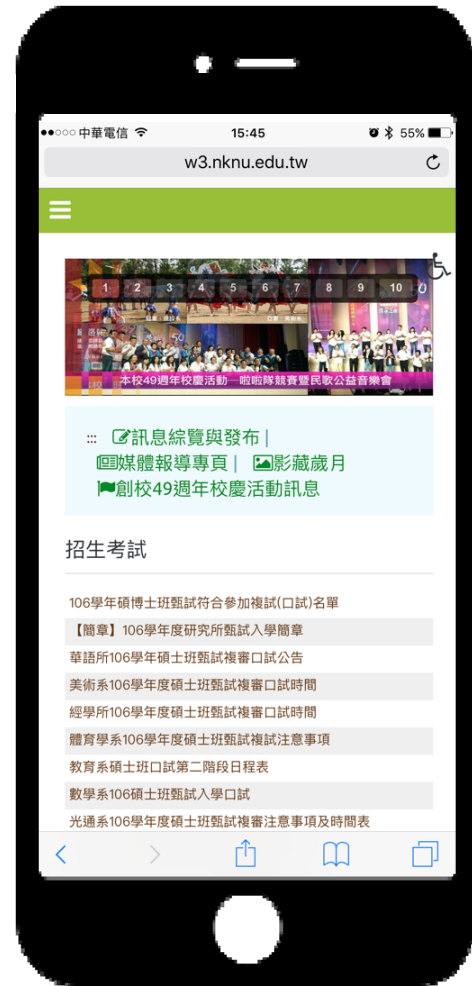 中華電信 15:45 55%
w3.nknu.edu.tw
1 2 3 4 5 6 7 8 9 10
本校49週年校慶活動─啦啦隊競賽暨民歌公益音樂會
::: 訊息綜覽與發布 |
媒體報導專頁 | 影藏歲月
創校49週年校慶活動訊息
招生考試
106學年碩博士班甄試符合參加複試(口試)名單
【簡章】106學年度研究所甄試入學簡章
華語所106學年碩士班甄試複審口試公告
美術系106學年度碩士班甄試複審口試時間
經學所106學年度碩士班甄試複審口試時間
體育學系106學年度碩士班甄試複試注意事項
教育系碩士班口試第二階段日程表
數學系106碩士班甄試入學口試
光通系106學年度碩士班甄試複審注意事項及時間表